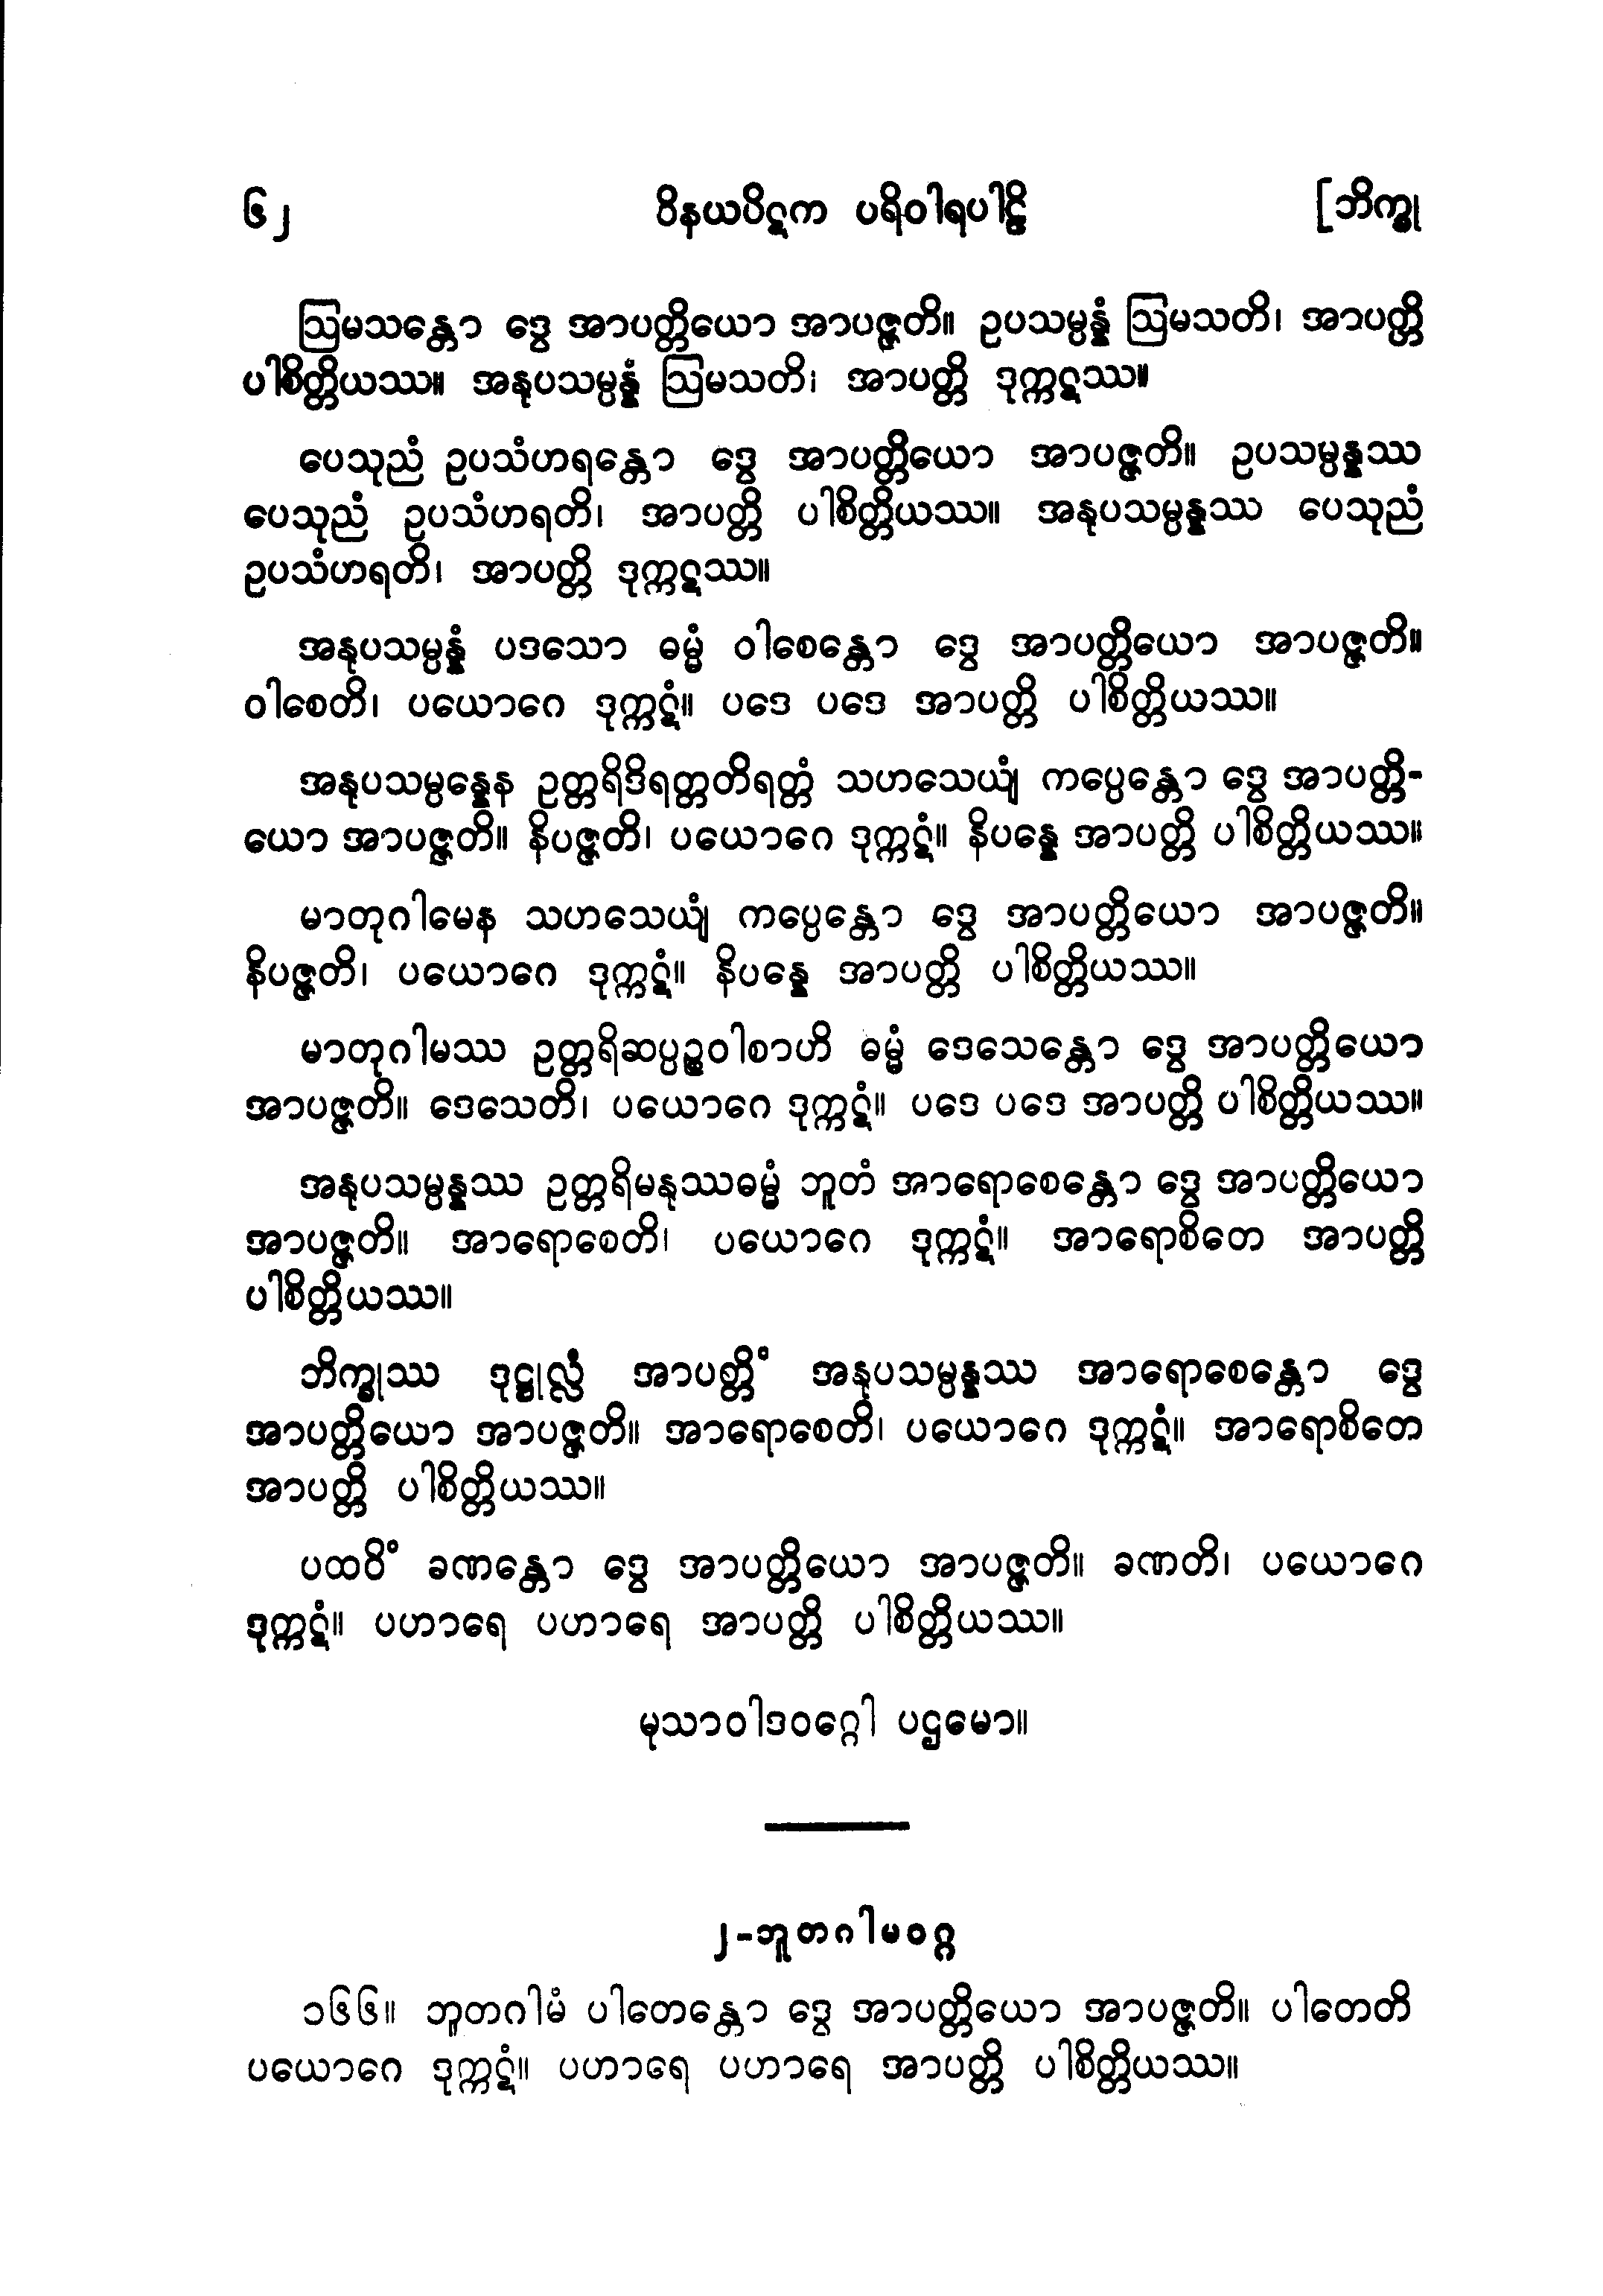 ၆၂ ဝိနယပိဋက ပရိဝါရပါဠိ [ဘိက္ခု
ဩမသန္တော ဒွေ အာပတ္တိယော အာပဇ္ဇတိ။ ဥပသမ္ပန္နံ ဩမသတိ၊ အာပတ္တိ
ပါစိတ္တိယဿ။ အနုပသမ္ပန္နံ ဩမသတိ၊ အာပတ္တိ ဒုက္ကဋဿ။
ပေသုညံ ဥပသံဟရန္တော ဒွေ အာပတ္တိယော အာပဇ္ဇတိ။ ဥပသမ္ပန္နဿ
ပေသုညံ ဥပသံဟရတိ၊ အာပတ္တိ ပါစိတ္တိယဿ။ အနုပသမ္ပန္နဿ ပေသုညံ
ဥပသံဟရတိ၊ အာပတ္တိ ဒုက္ကဋဿ။
အနုပသမ္ပန္နံ ပဒသော ဓမ္မံ ဝါစေန္တော ဒွေ အာပတ္တိယော အာပဇ္ဇတိ။
ဝါစေတိ၊ ပယောဂေ ဒုက္ကဋံ။ ပဒေ ပဒေ အာပတ္တိ ပါစိတ္တိယဿ။
အနုပသမ္ပန္နေန ဥတ္တရိဒိရတ္တတိရတ္တံ သဟသေယျံ ကပ္ပေန္တော ဒွေ အာပတ္တိ-
ယော အာပဇ္ဇတိ။ နိပဇ္ဇတိ၊ ပယောဂေ ဒုက္ကဋံ။ နိပန္နေ အာပတ္တိ ပါစိတ္တိယဿ။
မာတုဂါမေန သဟသေယျံ ကပ္ပေန္တော ဒွေ အာပတ္တိယော အာပဇ္ဇတိ။
နိပဇ္ဇတိ၊ ပယောဂေ ဒုက္ကဋံ။ နိပန္နေ အာပတ္တိ ပါစိတ္တိယဿ။
မာတုဂါမဿ ဥတ္တရိဆပ္ပဉ္စဝါစာဟိ ဓမ္မံ ဒေသေန္တော ဒွေ အာပတ္တိယော
အာပဇ္ဇတိ။ ဒေသေတိ၊ ပယောဂေ ဒုက္ကဋံ။ ပဒေ ပဒေ အာပတ္တိ ပါစိတ္တိယဿ။
အနုပသမ္ပန္နဿ ဥတ္တရိမနုဿဓမ္မံ ဘူတံ အာရောစေန္တော ဒွေ အာပတ္တိယော
အာပဇ္ဇတိ။ အာရောစေတိ၊ ပယောဂေ ဒုက္ကဋံ။ အာရောစိတေ အာပတ္တိ
ပါစိတ္တိယဿ။
ဘိက္ခုဿ ဒုဋ္ဌုလ္လံ အာပတ္တိံ အနုပသမ္ပန္နဿ အာရောစေန္တော ဒွေ
အာပတ္တိယော အာပဇ္ဇတိ။ အာရောစေတိ၊ ပယောဂေ ဒုက္ကဋံ။ အာရောစိတေ
အာပတ္တိ ပါစိတ္တိယဿ။
ပထဝိံ ခဏန္တော ဒွေ အာပတ္တိယော အာပဇ္ဇတိ။ ခဏတိ၊ ပယောဂေ
ဒုက္ကဋံ။ ပဟာရေ ပဟာရေ အာပတ္တိ ပါစိတ္တိယဿ။
မုသာဝါဒဝဂ္ဂေါ ပဌမော။
၂-ဘူတဂါမဝဂ္ဂ
၁၆၆။ ဘူတဂါမံ ပါတေန္တော ဒွေ အာပတ္တိယော အာပဇ္ဇတိ။ ပါတေတိ
ပယောဂေ ဒုက္ကဋံ။ ပဟာရေ ပဟာရေ အာပတ္တိ ပါစိတ္တိယဿ။